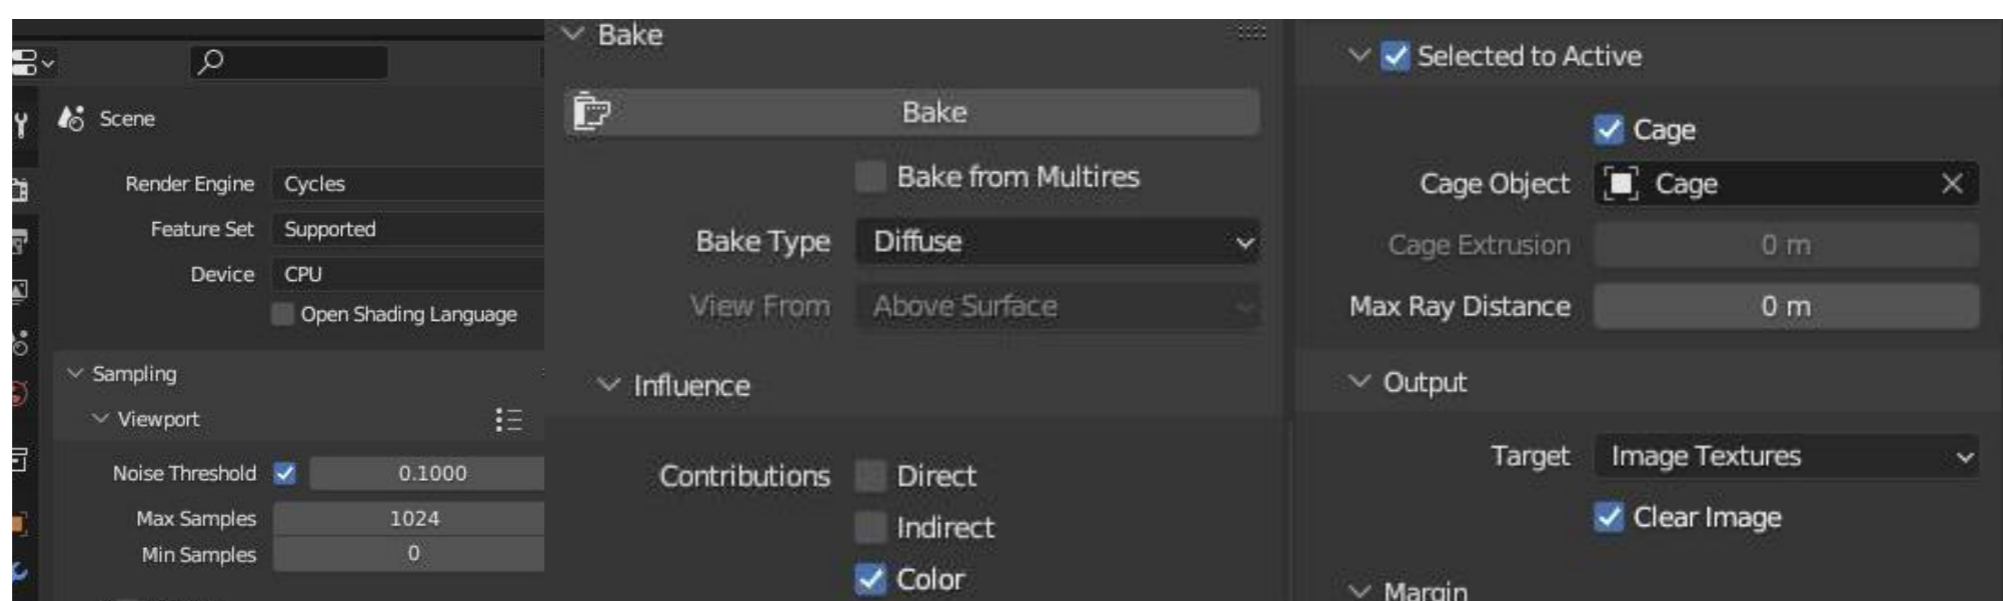 Scene
Render Engine Cycles
Feature Set Supported
Device CPU
Open Shading Language
Sampling
Viewport
Noise Threshold 0.1000
Max Samples 1024
Min Samples 0
Bake
Bake
Bake from Multires
Bake Type Diffuse
View From Above Surface
Influence
Contributions Direct
Indirect
Color
Selected to Active
Cage
Cage Object Cage
Cage Extrusion 0 m
Max Ray Distance 0 m
Output
Target Image Textures
Clear Image
Margin